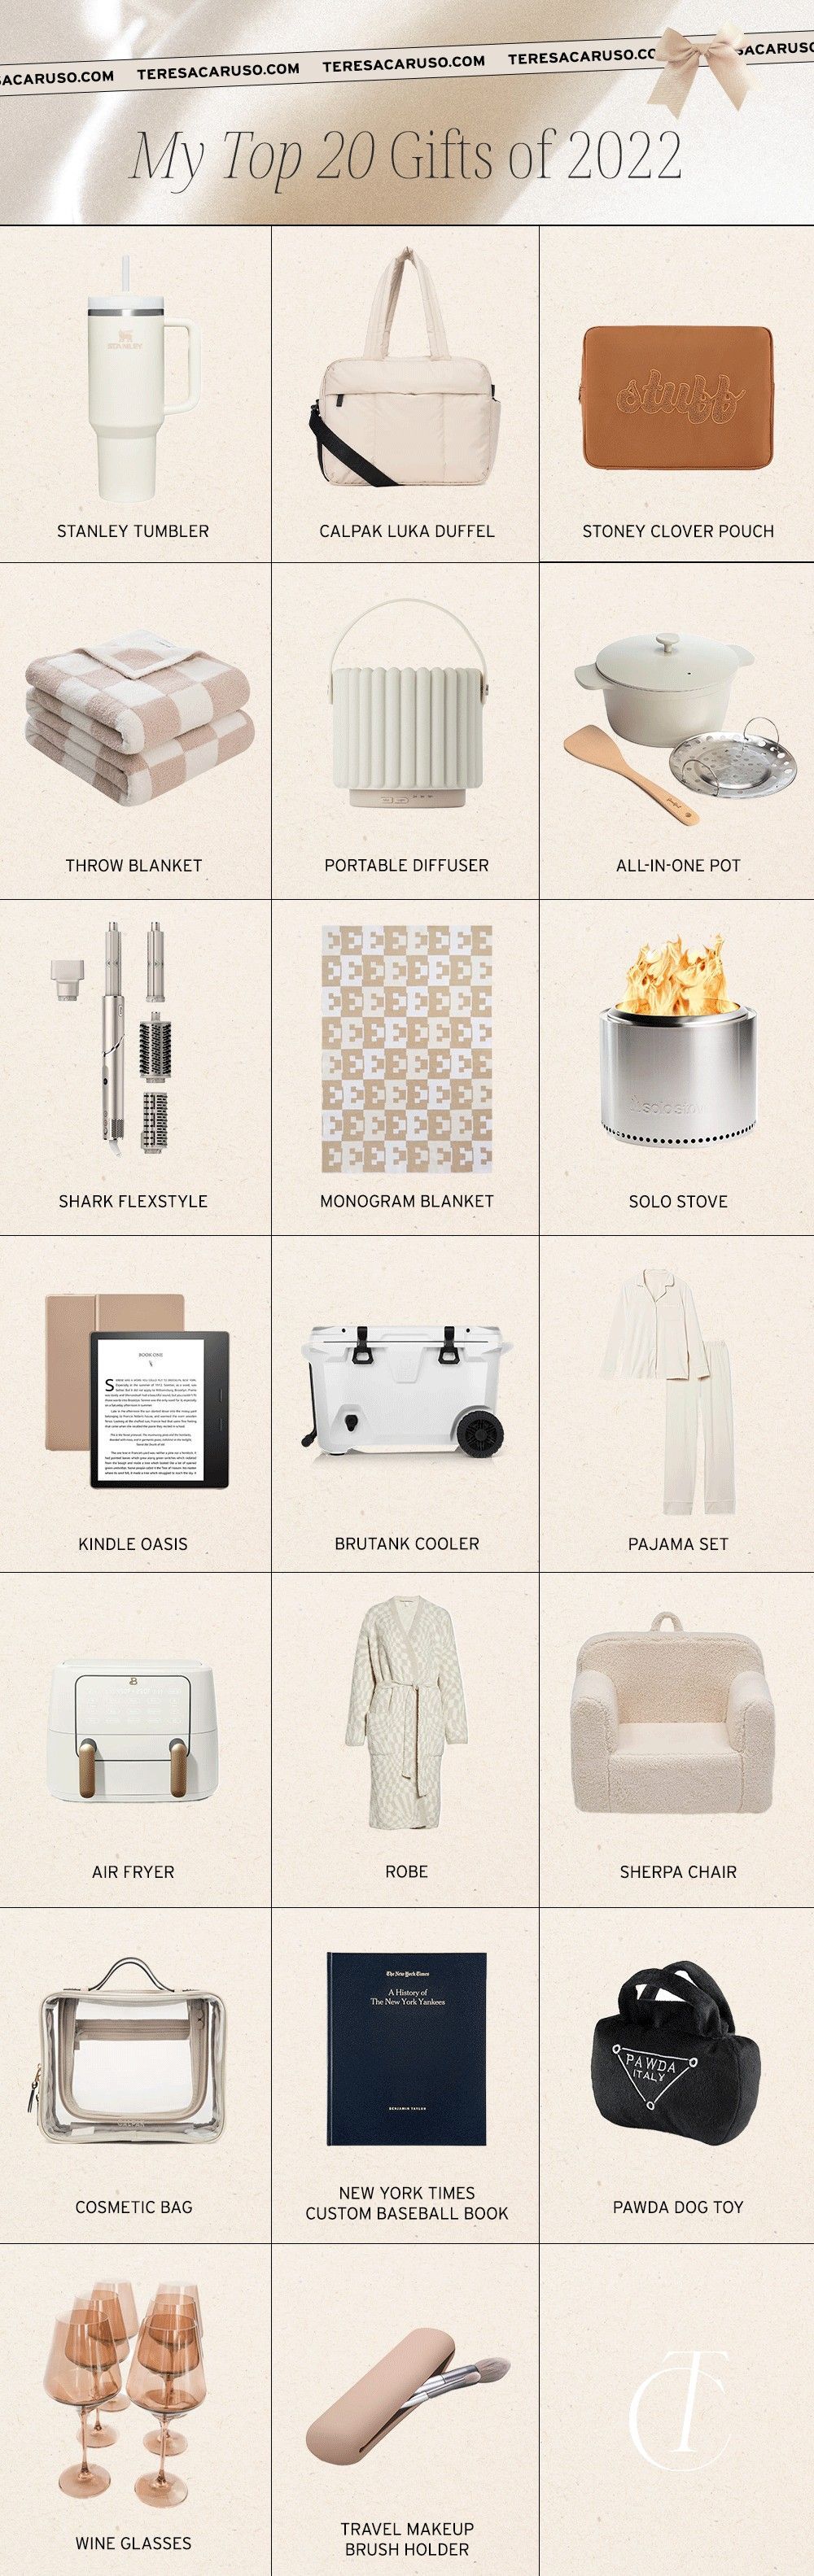 SACARUSO.COM TERESACARUSO.COM TERESACARUSO.COM TERESACARUSO.CO SACARUSO
My Top 20 Gifts of 2022
STANLEY
STANLEY TUMBLER
CALPAK LUKA DUFFEL
stuff
STONEY CLOVER POUCH
THROW BLANKET
PORTABLE DIFFUSER
ALL-IN-ONE POT
SHARK FLEXSTYLE
E E E E
MONOGRAM BLANKET
solo stove
SOLO STOVE
BOOK ONE
KINDLE OASIS
BRUTANK COOLER
PAJAMA SET
B
AIR FRYER
ROBE
SHERPA CHAIR
CALPAK
COSMETIC BAG
The New York Times
A History of
The New York Yankees
BENJAMIN TAYLOR
NEW YORK TIMES
CUSTOM BASEBALL BOOK
PAWDA
ITALY
PAWDA DOG TOY
WINE GLASSES
TRAVEL MAKEUP
BRUSH HOLDER
TC